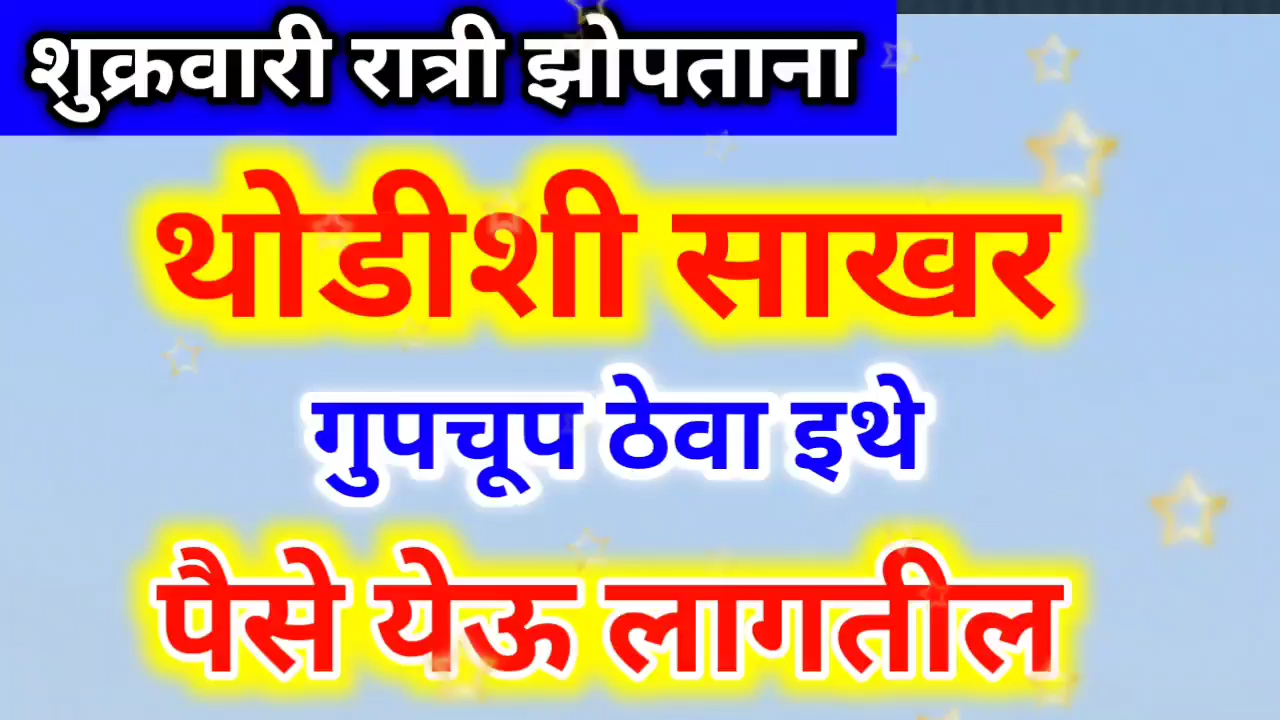 शुक्रवारी रात्री झोपताना
थोडीशी साखर
गुपचूप ठेवा इथे
पैसे येऊ लागतील